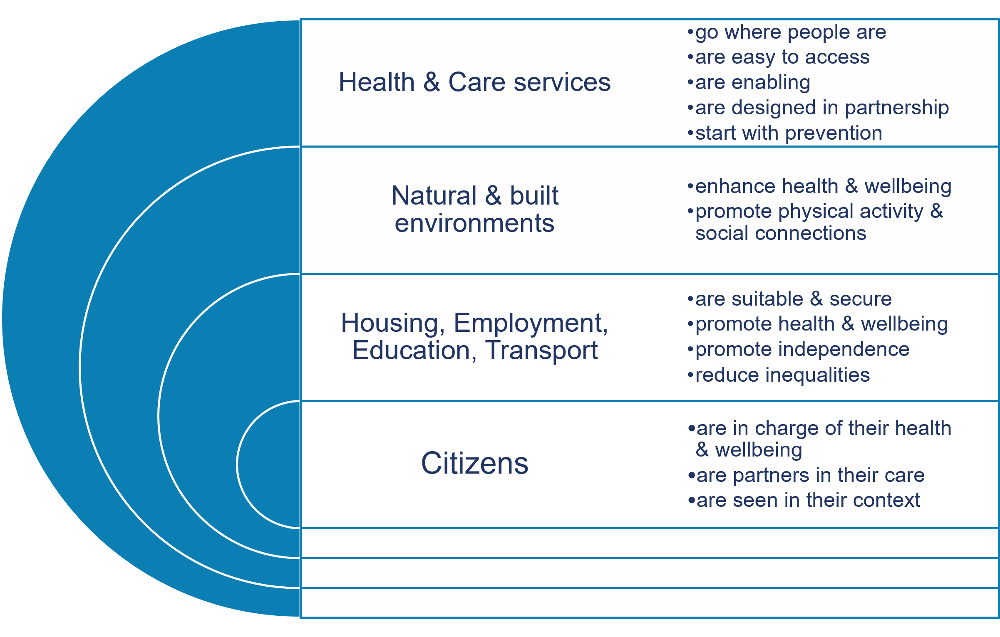 Health & Care services
•go where people are
•are easy to access
•are enabling
•are designed in partnership
•start with prevention
Natural & built
environments
•enhance health & wellbeing
•promote physical activity &
social connections
Housing, Employment,
Education, Transport
•are suitable & secure
•promote health & wellbeing
•promote independence
•reduce inequalities
Citizens
•are in charge of their health
& wellbeing
•are partners in their care
•are seen in their context